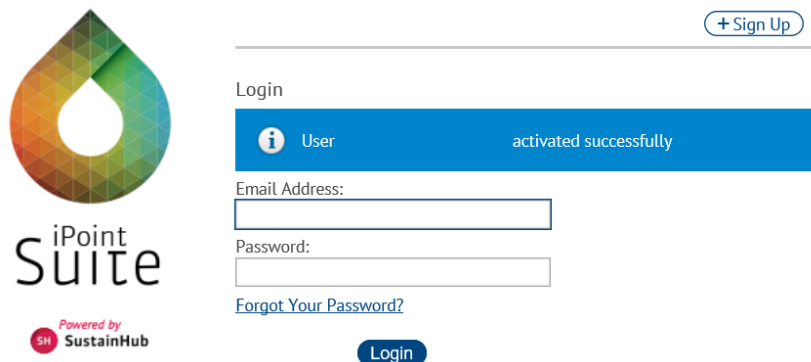 + Sign Up
Login
User activated successfully
Email Address:
Password:
Forgot Your Password?
Login
iPoint
Suite
Powered by
SH SustainHub